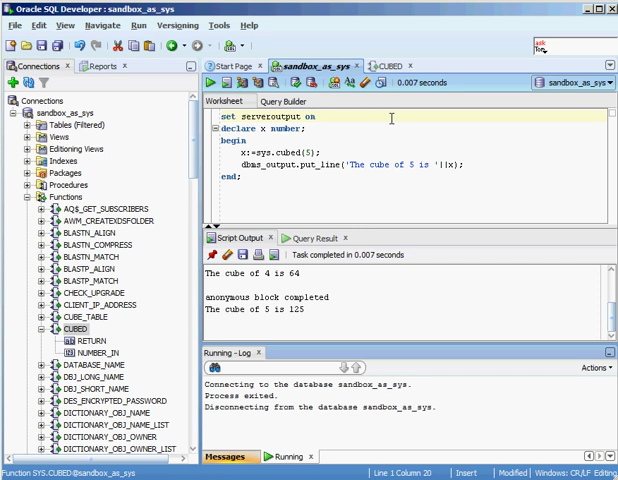 Oracle SQL Developer : sandbox_as_sys
File Edit View Navigate Run Versioning Tools Help
ask
Connections Reports Start Page sandbox_as_sys CUBED
0.007 seconds sandbox_as_sys
Worksheet Query Builder
set serveroutput on
declare x number;
begin
x:=sys.cubed(5);
dbms_output.put_line('The cube of 5 is '||x);
end;
Connections
sandbox_as_sys
Tables (Filtered)
Views
Editioning Views
Indexes
Packages
Procedures
Functions
AQ$_GET_SUBSCRIBERS
AWM_CREATEXDSFOLDER
BLASTN_ALIGN
BLASTN_COMPRESS
BLASTN_MATCH
BLASTP_ALIGN
BLASTP_MATCH
CHECK_UPGRADE
CLIENT_IP_ADDRESS
CUBE_TABLE
CUBED
RETURN
NUMBER_IN
DATABASE_NAME
DBJ_LONG_NAME
DBJ_SHORT_NAME
DES_ENCRYPTED_PASSWORD
DICTIONARY_OBJ_NAME
DICTIONARY_OBJ_NAME_LIST
DICTIONARY_OBJ_OWNER
DICTIONARY_OBJ_OWNER_LIST
Script Output Query Result
Task completed in 0.007 seconds
The cube of 4 is 64
anonymous block completed
The cube of 5 is 125
Running - Log
Actions
Connecting to the database sandbox_as_sys.
Process exited.
Disconnecting from the database sandbox_as_sys.
Messages Running
Function SYS.CUBED@sandbox_as_sys Line 1 Column 20 Insert Modified Windows: CR/LF Editing